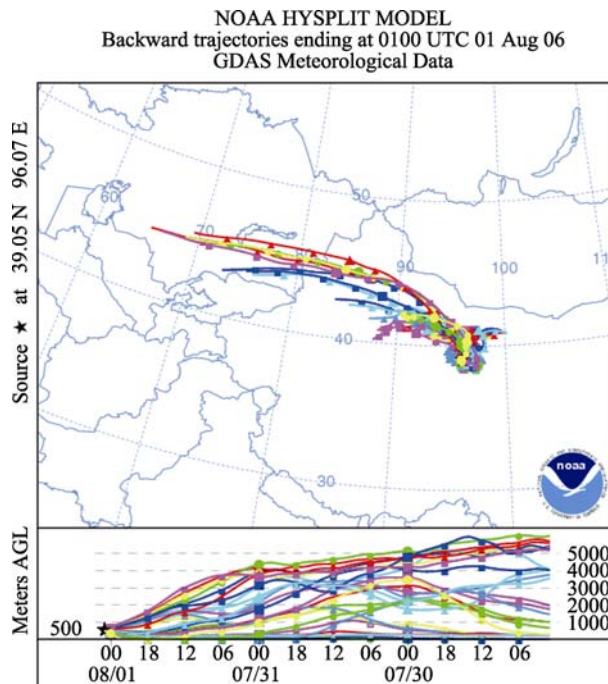 NOAA HYSPLIT MODEL
Backward trajectories ending at 0100 UTC 01 Aug 06
GDAS Meteorological Data
Source ★ at 39.05 N 96.07 E
60
70
80
90
100
50
40
30
noaa
Meters AGL
500
5000
4000
3000
2000
1000
00 18 12 06 00 18 12 06 00 18 12 06
08/01 07/31 07/30